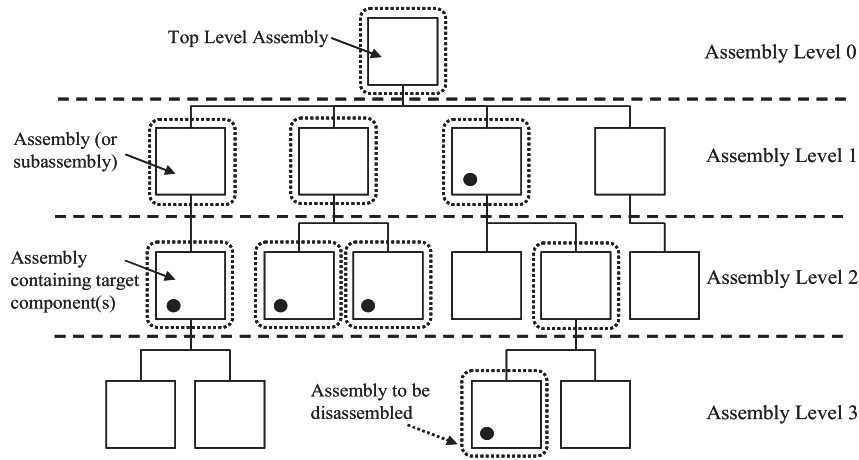 Top Level Assembly
Assembly Level 0
Assembly (or
subassembly)
Assembly Level 1
Assembly
containing target
component(s)
Assembly Level 2
Assembly to be
disassembled
Assembly Level 3